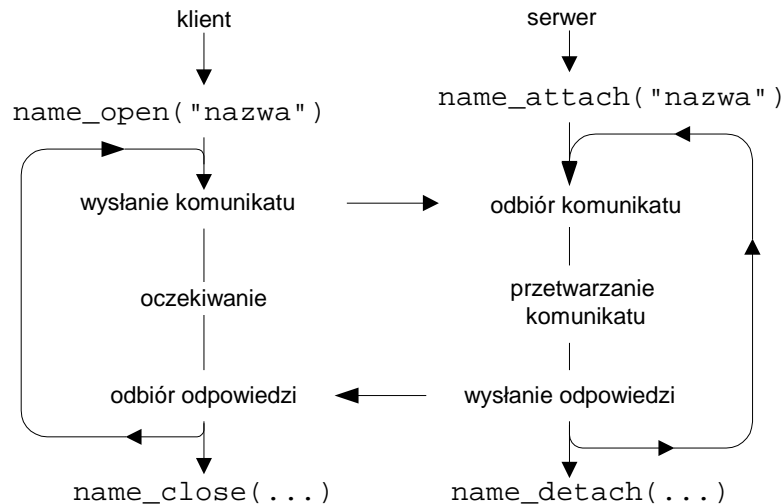 klient
serwer
name_open("nazwa")
name_attach("nazwa")
wysłanie komunikatu
odbiór komunikatu
oczekiwanie
przetwarzanie
komunikatu
odbiór odpowiedzi
wysłanie odpowiedzi
name_close(...)
name_detach(...)